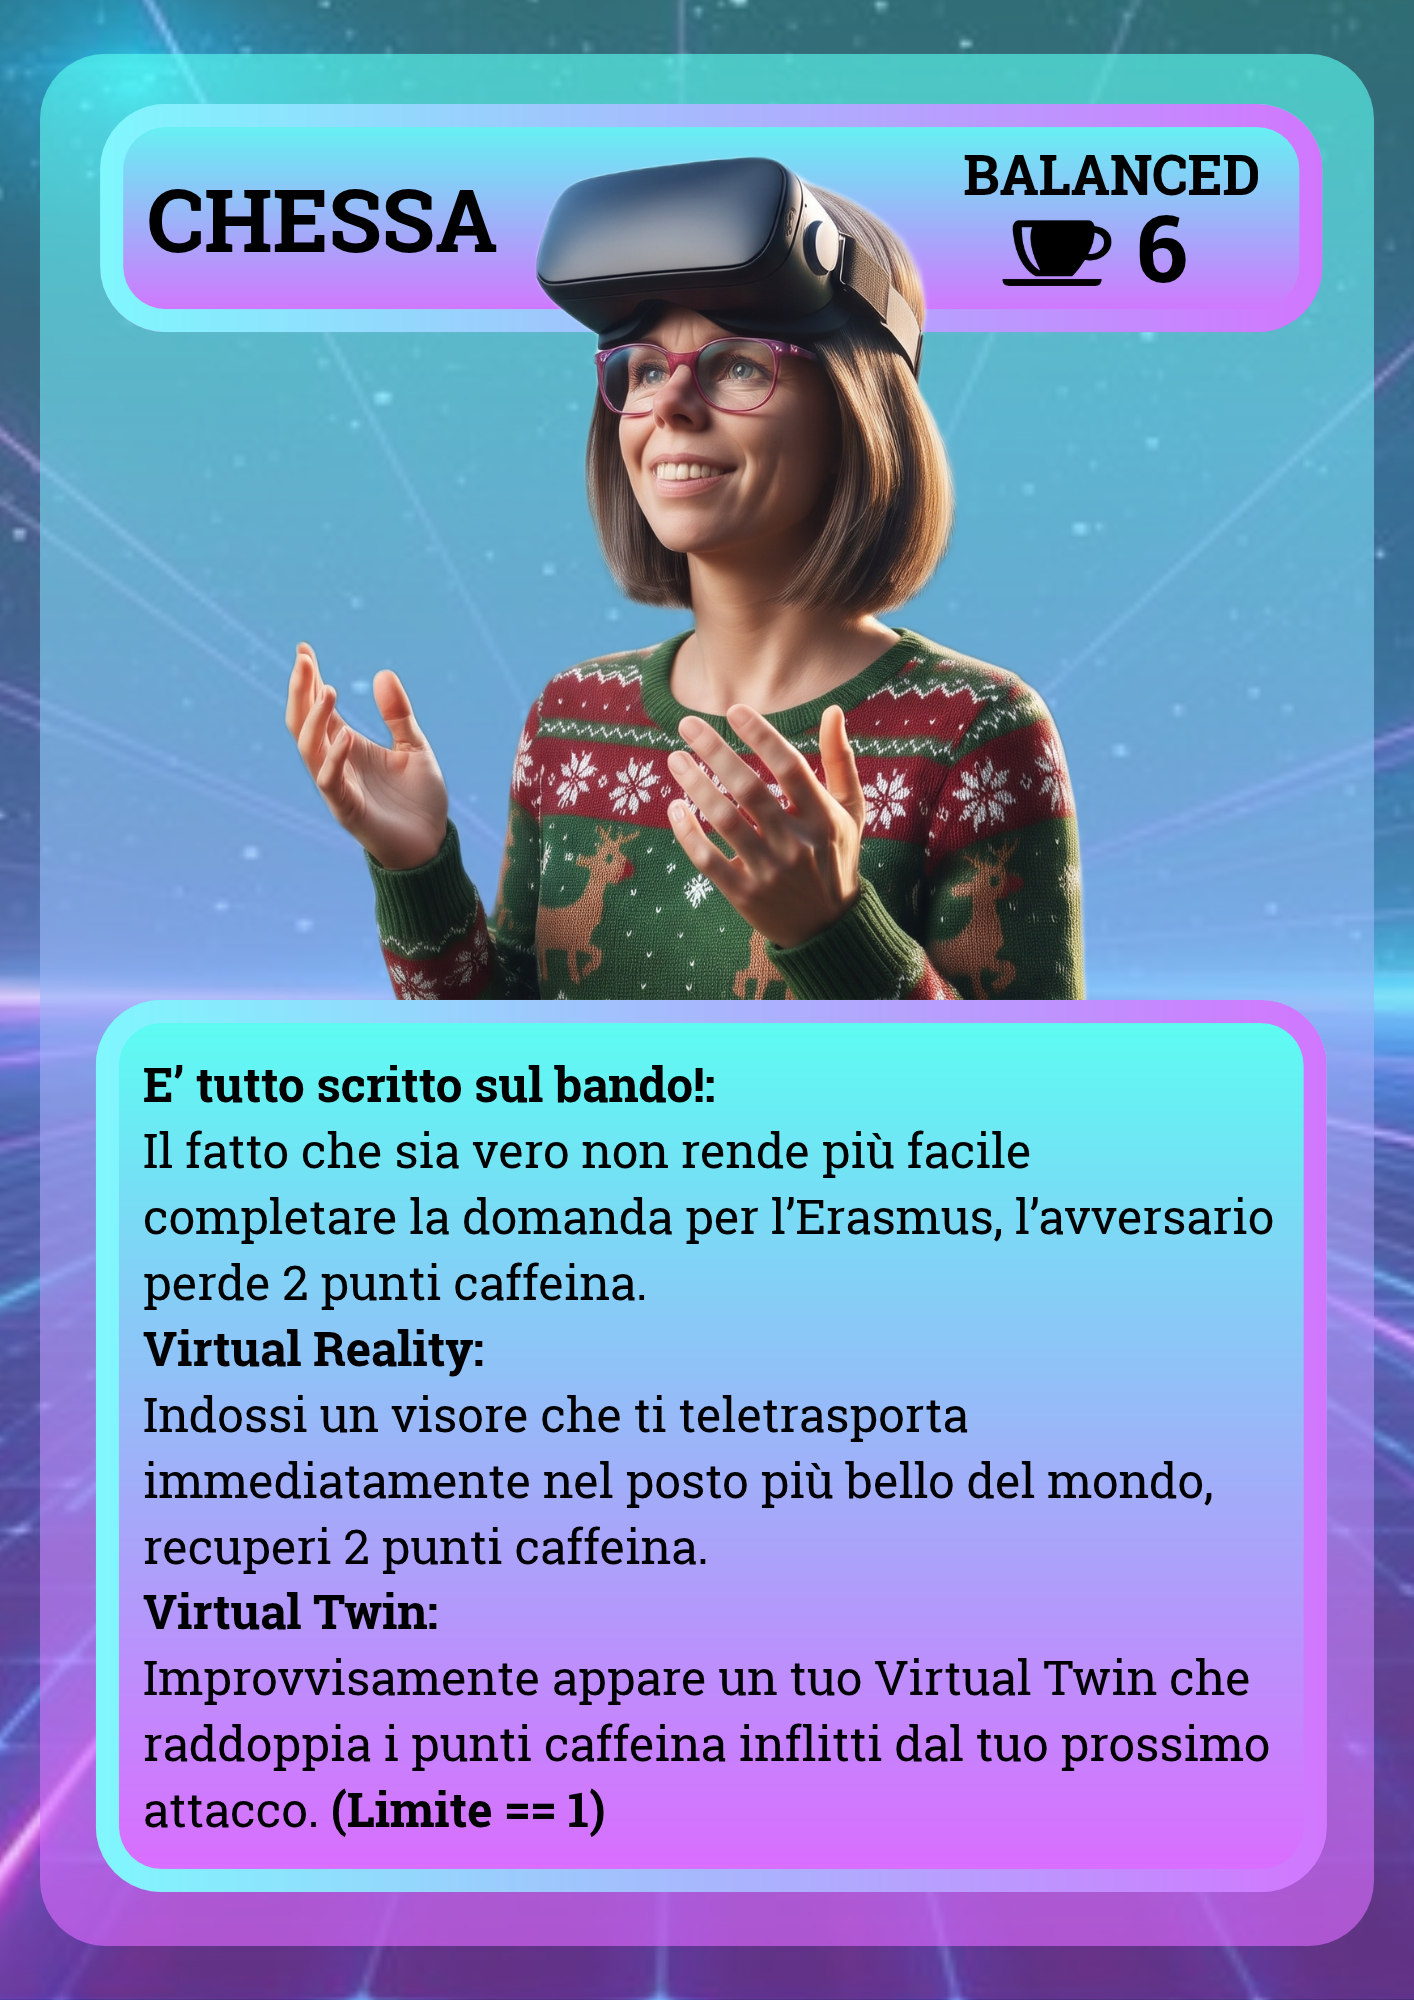 CHESSA
BALANCED
6
E’ tutto scritto sul bando!:
Il fatto che sia vero non rende più facile
completare la domanda per l’Erasmus, l’avversario
perde 2 punti caffeina.
Virtual Reality:
Indossi un visore che ti teletrasporta
immediatamente nel posto più bello del mondo,
recuperi 2 punti caffeina.
Virtual Twin:
Improvvisamente appare un tuo Virtual Twin che
raddoppia i punti caffeina inflitti dal tuo prossimo
attacco. (Limite == 1)